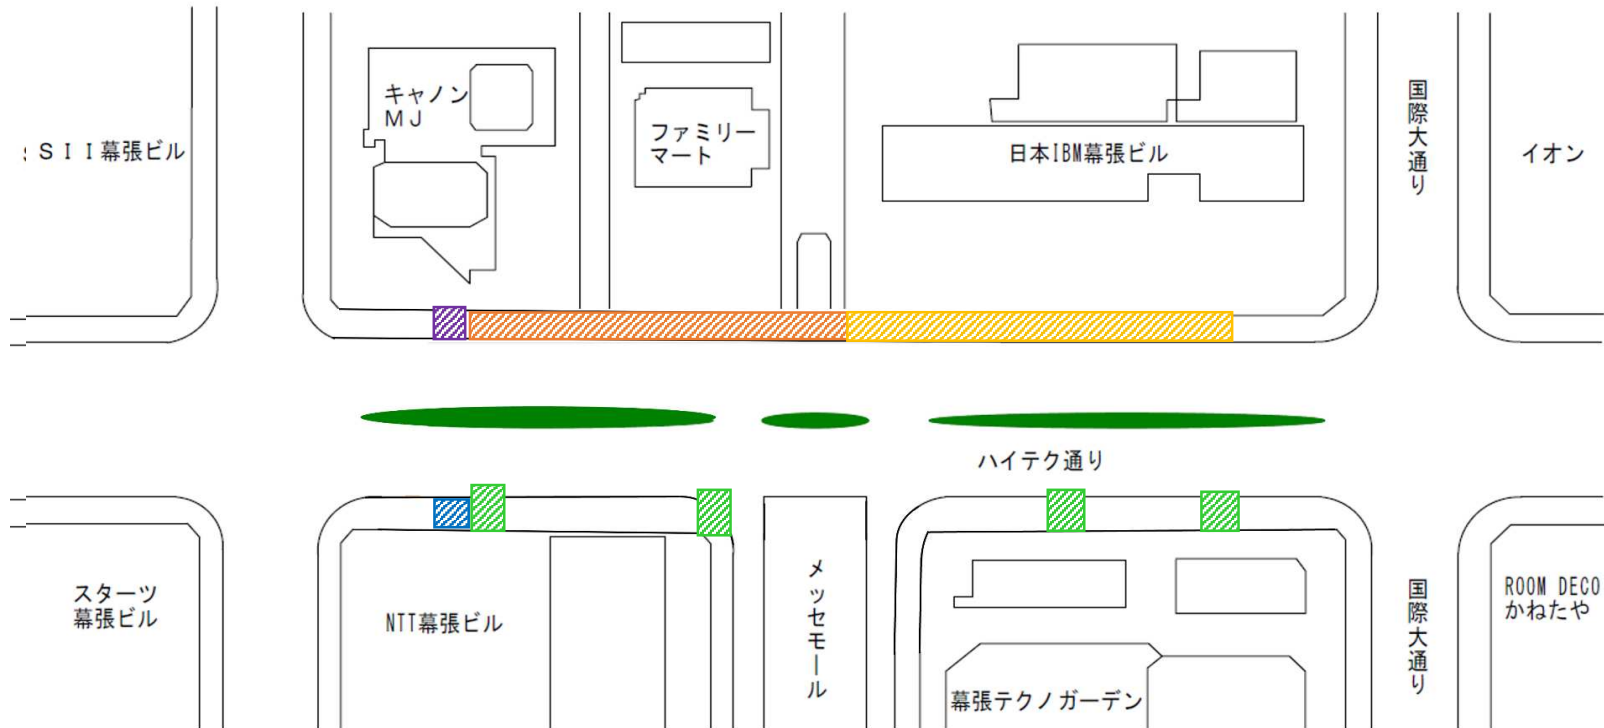 キャノン
ＭＪ
ファミリー
マート
日本IBM幕張ビル
国際大通り
イオン
ＳＩＩ幕張ビル
ハイテク通り
スターツ
幕張ビル
NTT幕張ビル
メッセモール
幕張テクノガーデン
国際大通り
ROOM DECO
かねたや